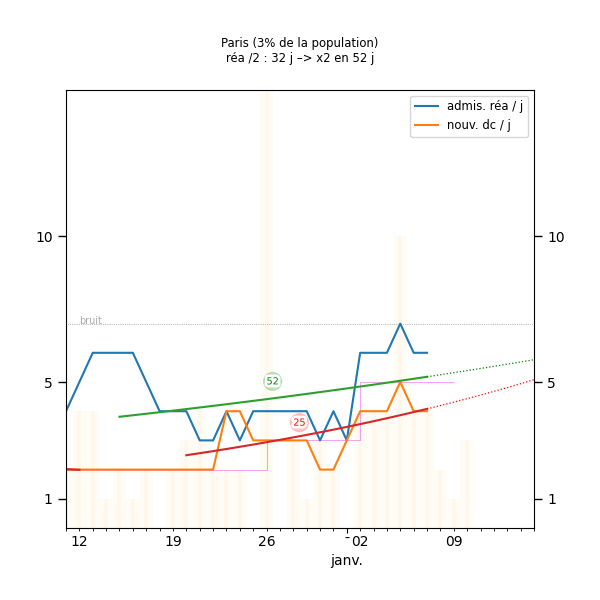 Paris (3% de la population)
réa /2 : 32 j –> x2 en 52 j
admis. réa / j
nouv. dc / j
10
10
bruit
52
5
5
25
1
1
12
19
26
02
09
janv.